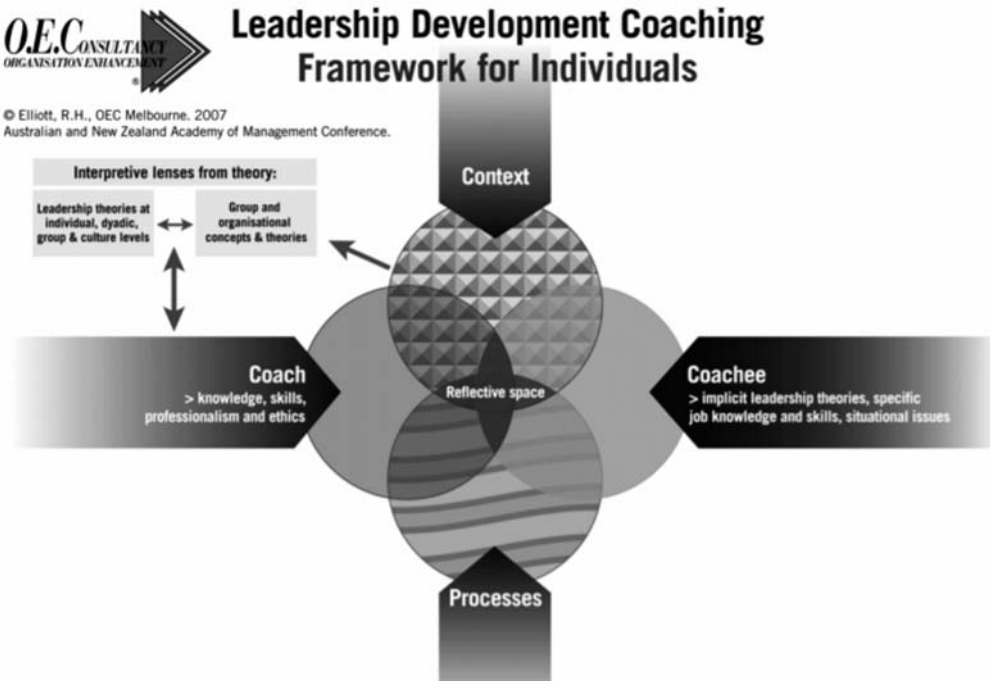 O.E.CONSULTANCY
ORGANISATION ENHANCEMENT
®
Leadership Development Coaching
Framework for Individuals
© Elliott, R.H., OEC Melbourne. 2007
Australian and New Zealand Academy of Management Conference.
Interpretive lenses from theory:
Leadership theories at
individual, dyadic,
group & culture levels
Group and
organisational
concepts & theories
Context
Coach
> knowledge, skills,
professionalism and ethics
Reflective space
Coachee
> implicit leadership theories, specific
job knowledge and skills, situational issues
Processes